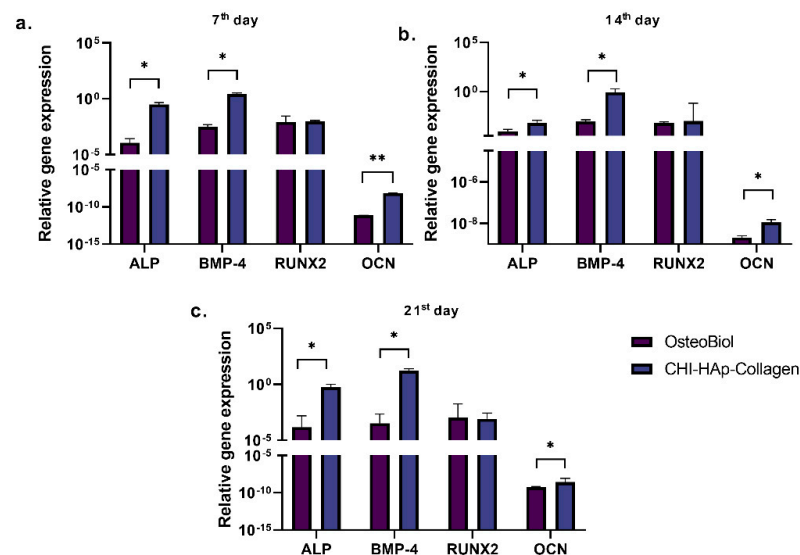 a.
7th day
Relative gene expression
10^5
10^0
10^-5
10^-5
10^-10
10^-15
*
*
**
ALP BMP-4 RUNX2 OCN
b.
14th day
Relative gene expression
10^5
10^0
10^-6
10^-8
*
*
*
ALP BMP-4 RUNX2 OCN
c.
21st day
Relative gene expression
10^5
10^0
10^-5
10^-5
10^-10
10^-15
*
*
*
ALP BMP-4 RUNX2 OCN
OsteoBiol
CHI-HAp-Collagen